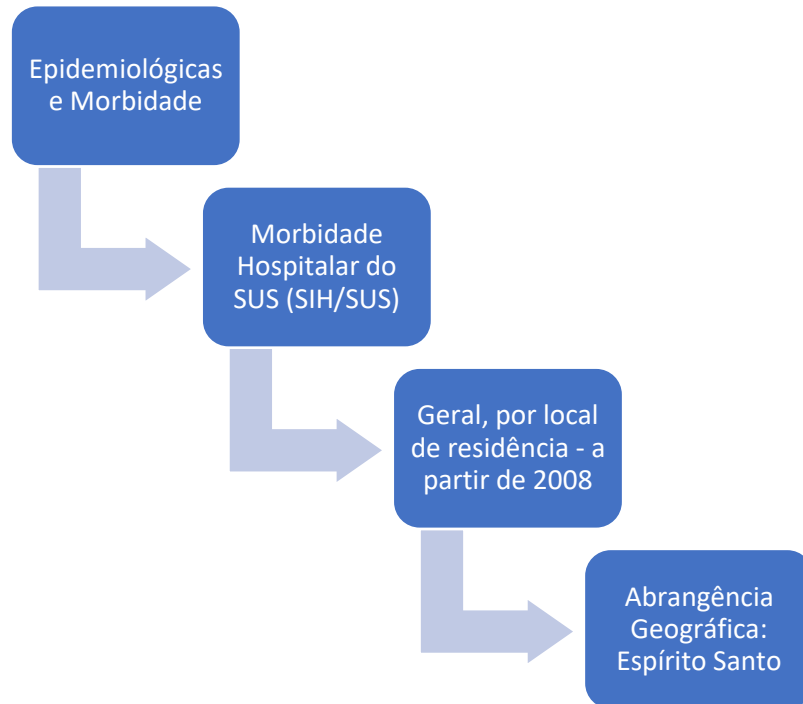 Epidemiológicas
e Morbidade
Morbidade
Hospitalar do
SUS (SIH/SUS)
Geral, por local
de residência - a
partir de 2008
Abrangência
Geográfica:
Espírito Santo